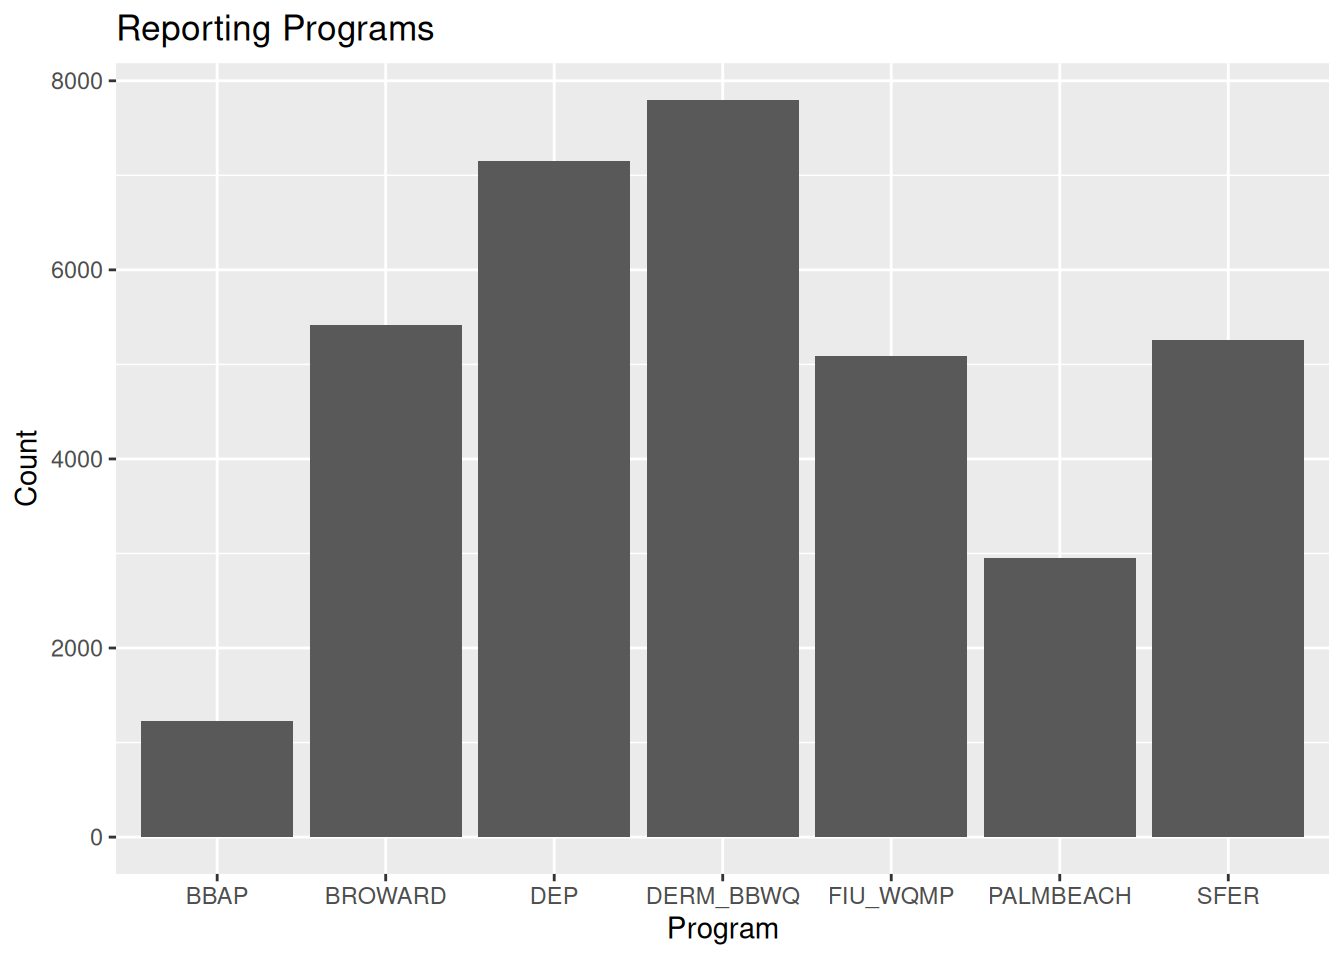 Reporting Programs
8000
6000
4000
2000
0
Count
BBAP BROWARD DEP DERM_BBWQ FIU_WQMP PALMBEACH SFER
Program